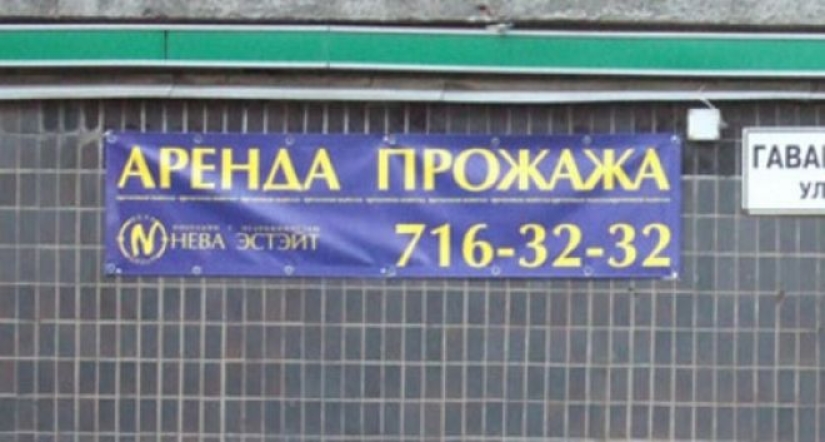 АРЕНДА ПРОЖАЖА
НЕВА ЭСТЭЙТ
716-32-32
ГАВА
УЛ